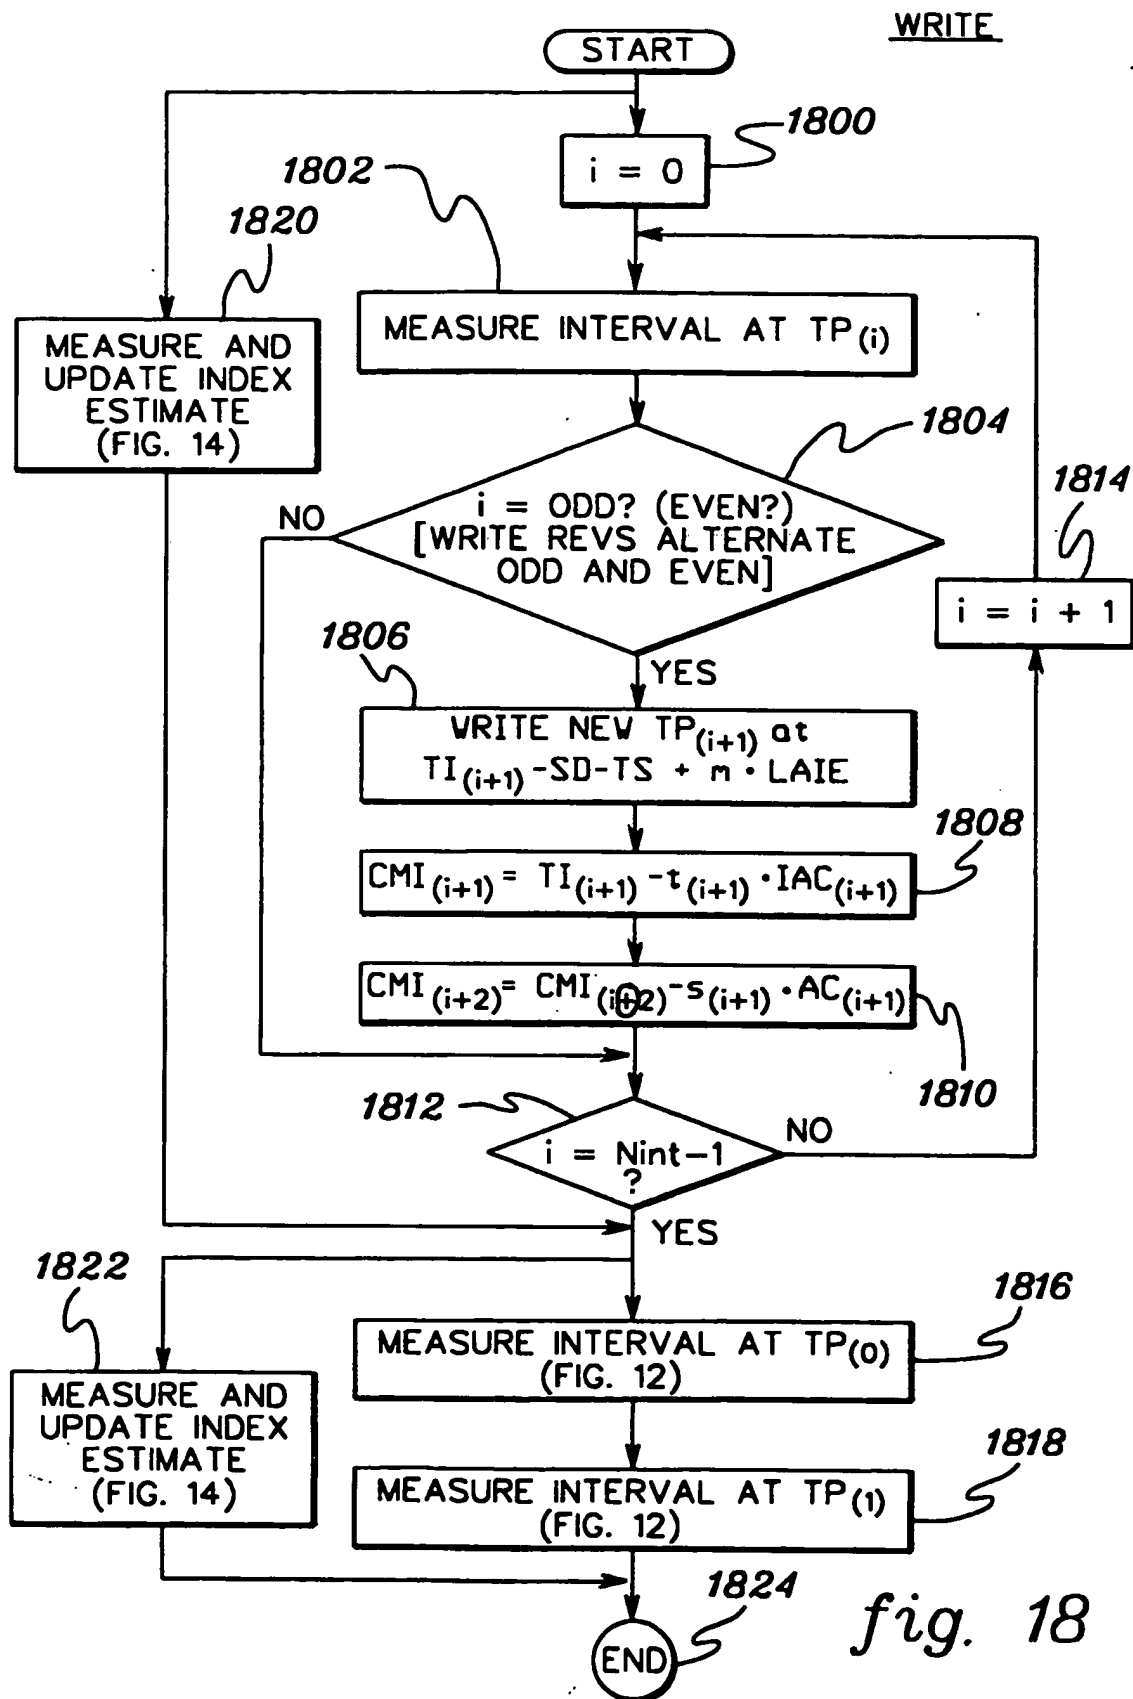 WRITE
START
1800
i = 0
1802
1820
MEASURE INTERVAL AT TP(i)
MEASURE AND
UPDATE INDEX
ESTIMATE
(FIG. 14)
1804
i = ODD? (EVEN?)
[WRITE REVS ALTERNATE
ODD AND EVEN]
NO
1814
i = i + 1
YES
1806
WRITE NEW TP(i+1) at
TI(i+1) -SD-TS + m · LAIE
1808
CMI(i+1) = TI(i+1) -t(i+1) · IAC(i+1)
CMI(i+2) = CMI(i+2) -s(i+1) · AC(i+1)
1810
1812
i = Nint-1
?
NO
YES
1822
1816
MEASURE INTERVAL AT TP(0)
(FIG. 12)
MEASURE AND
UPDATE INDEX
ESTIMATE
(FIG. 14)
1818
MEASURE INTERVAL AT TP(1)
(FIG. 12)
1824
END
fig. 18